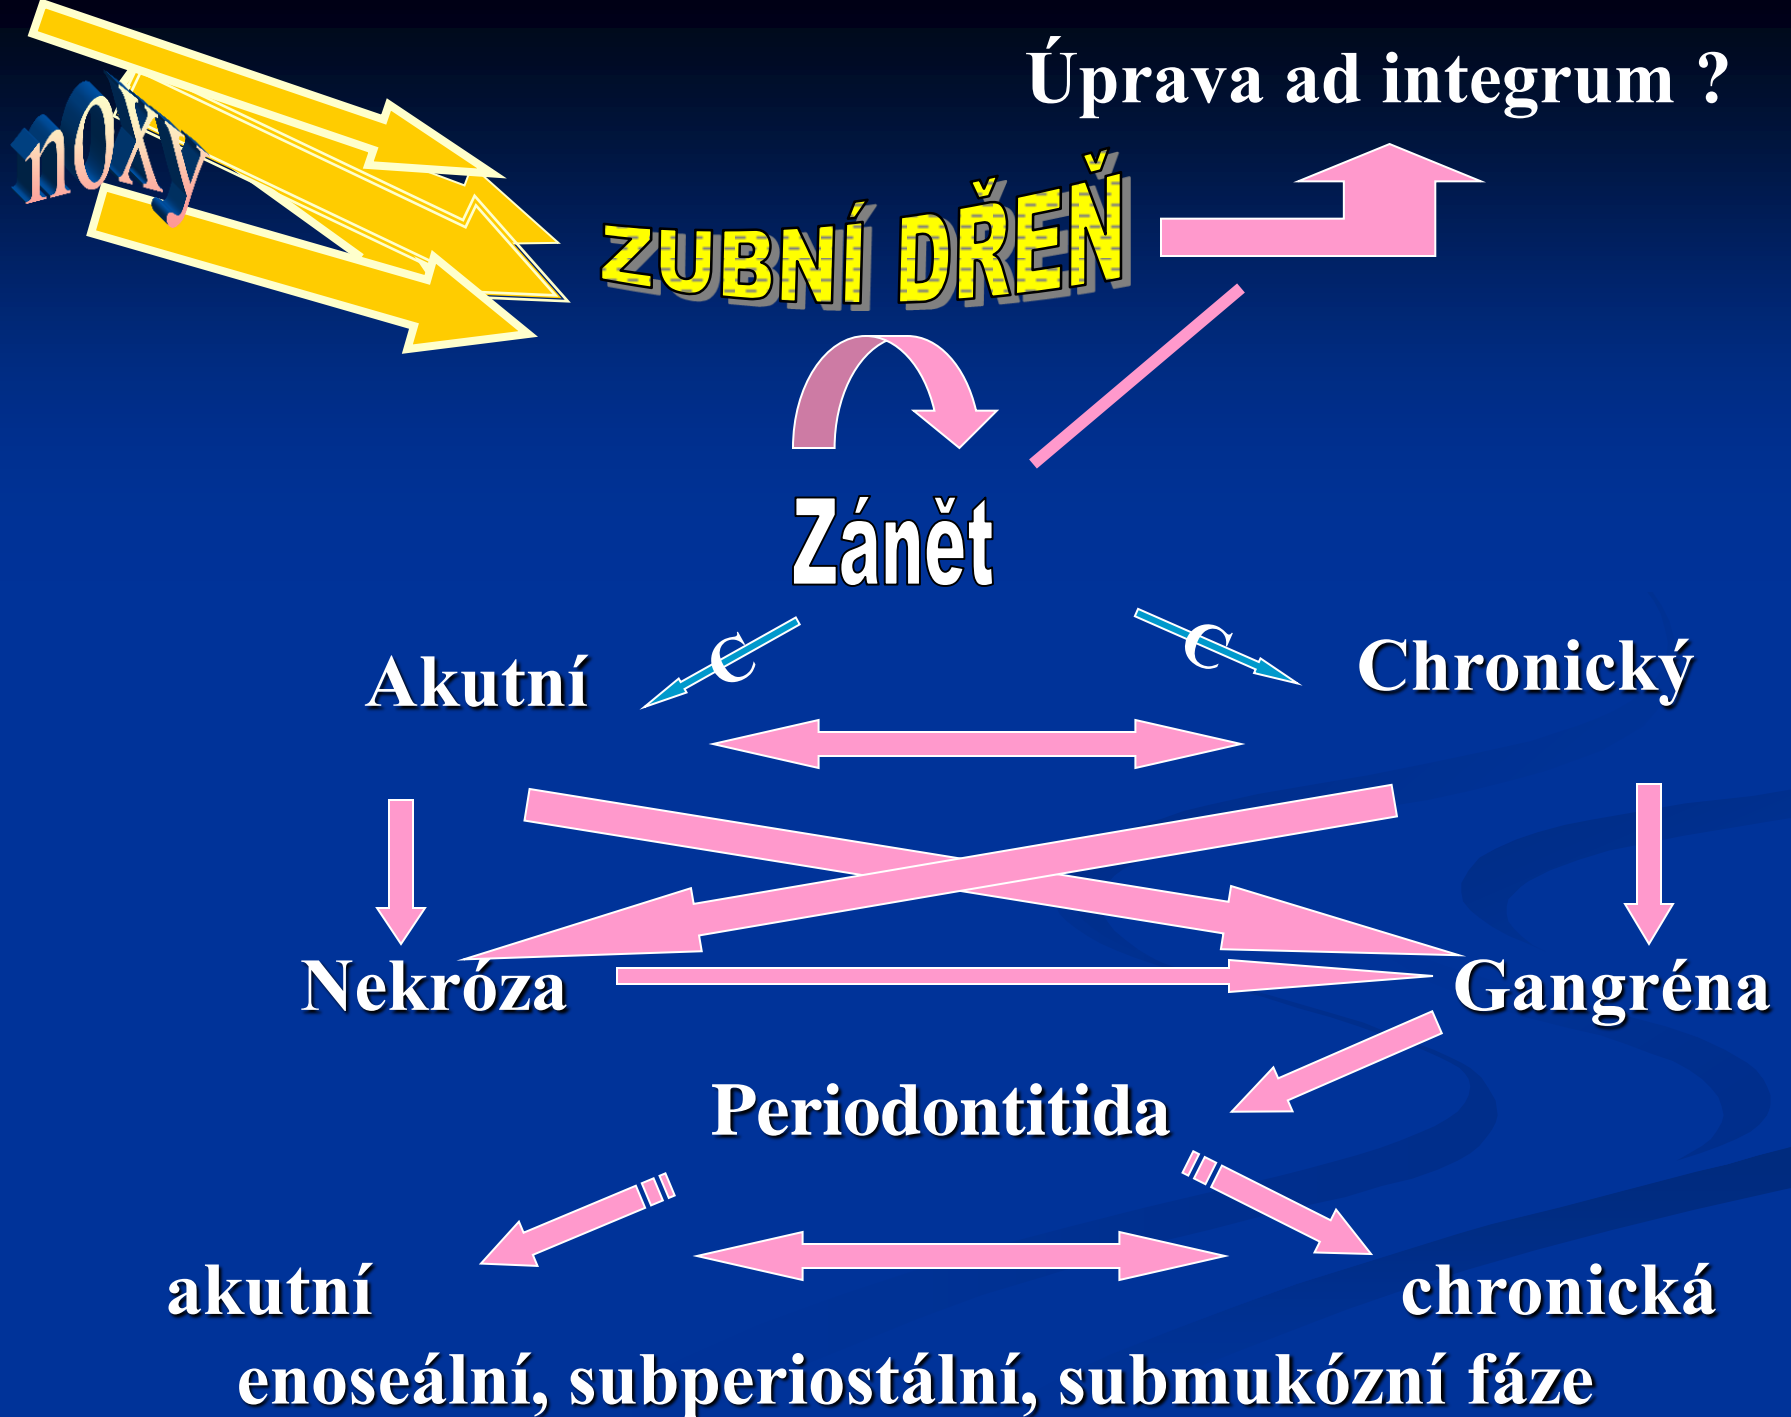 Úprava ad integrum ?
noxy
ZUBNÍ DŘEŇ
Zánět
C
C
Akutní
Chronický
Nekróza
Gangréna
Periodontitida
akutní
chronická
enoseální, subperiostální, submukózní fáze